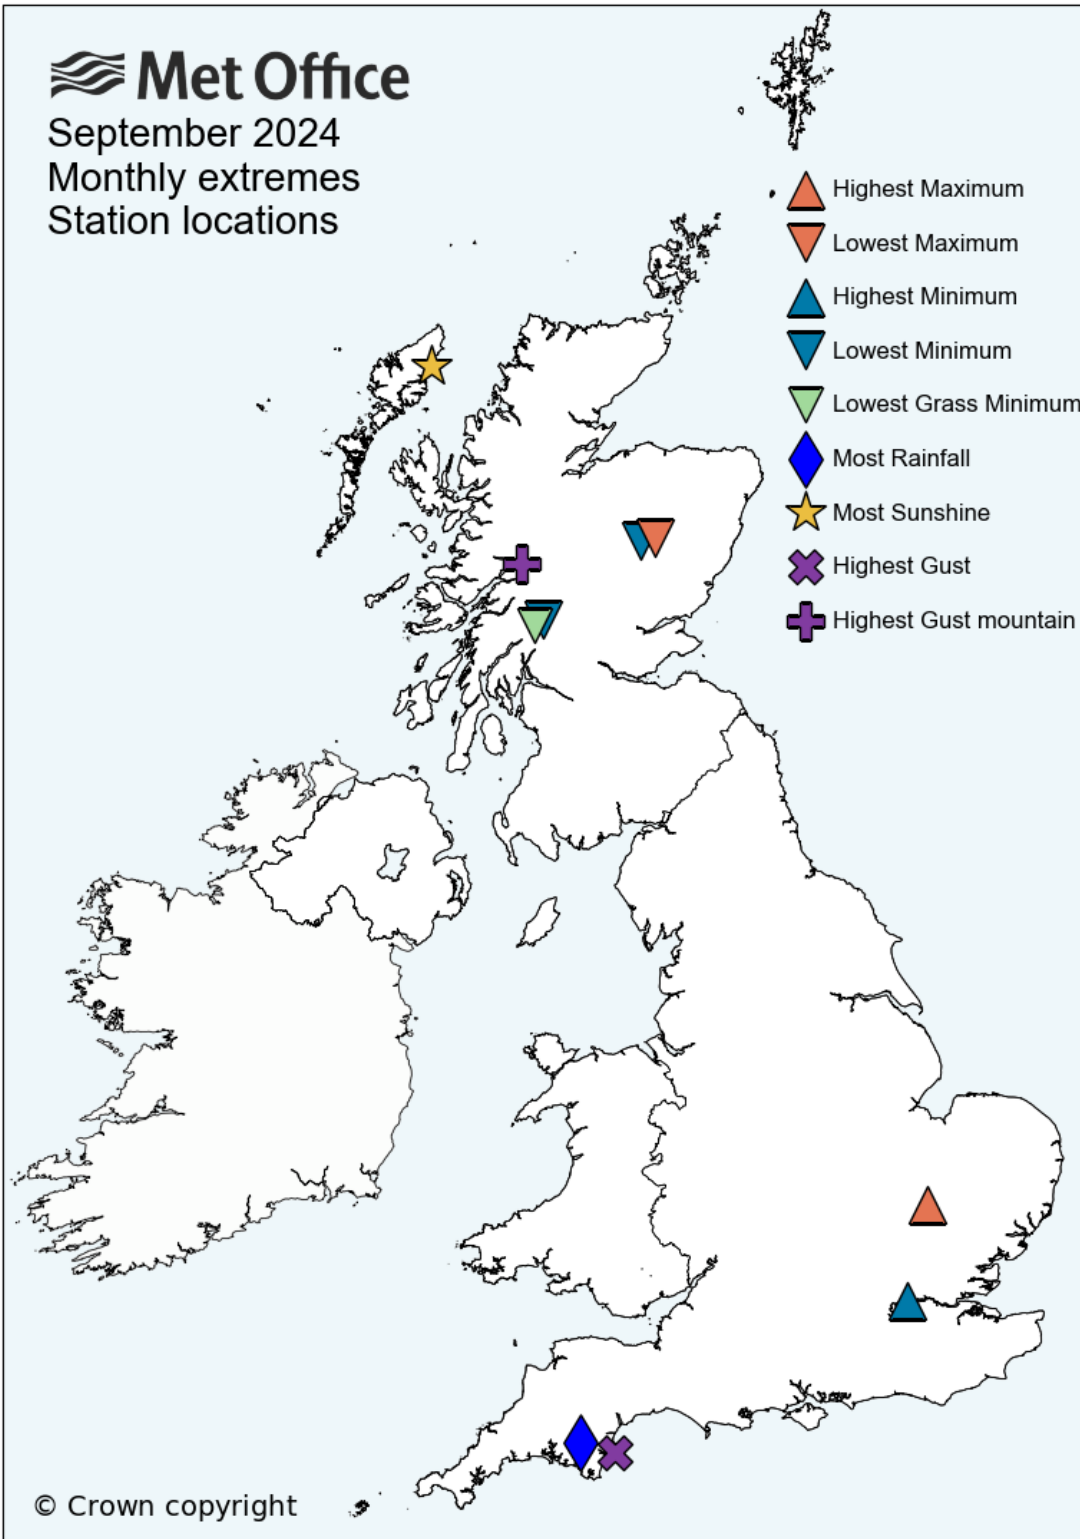 Met Office
September 2024
Monthly extremes
Station locations
Highest Maximum
Lowest Maximum
Highest Minimum
Lowest Minimum
Lowest Grass Minimum
Most Rainfall
Most Sunshine
Highest Gust
Highest Gust mountain
© Crown copyright